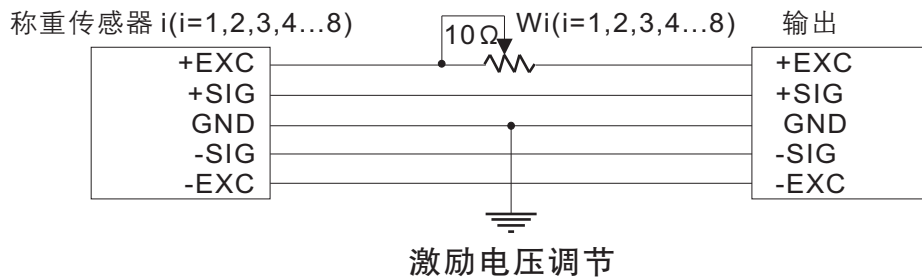 称重传感器 i(i=1,2,3,4...8) 10Ω Wi(i=1,2,3,4...8) 输出
+EXC +EXC
+SIG +SIG
GND GND
-SIG -SIG
-EXC -EXC
激励电压调节